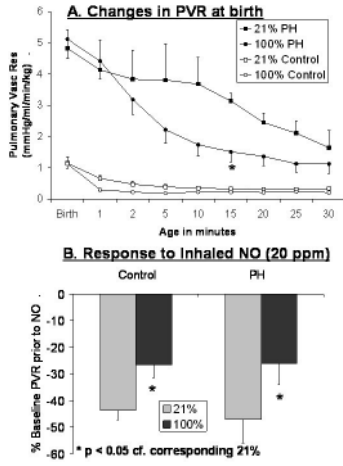 A. Changes in PVR at birth
Pulmonary Vasc Res
(mmHg/ml/min/kg)
6
5
4
3
2
1
0
21% PH
100% PH
21% Control
100% Control
*
Birth 1 2 5 10 15 20 25 30
Age in minutes
B. Response to Inhaled NO (20 ppm)
Control PH
% Baseline PVR prior to NO .
0
-10
-20
-30
-40
-50
-60
* *
21%
100%
* p < 0.05 cf. corresponding 21%